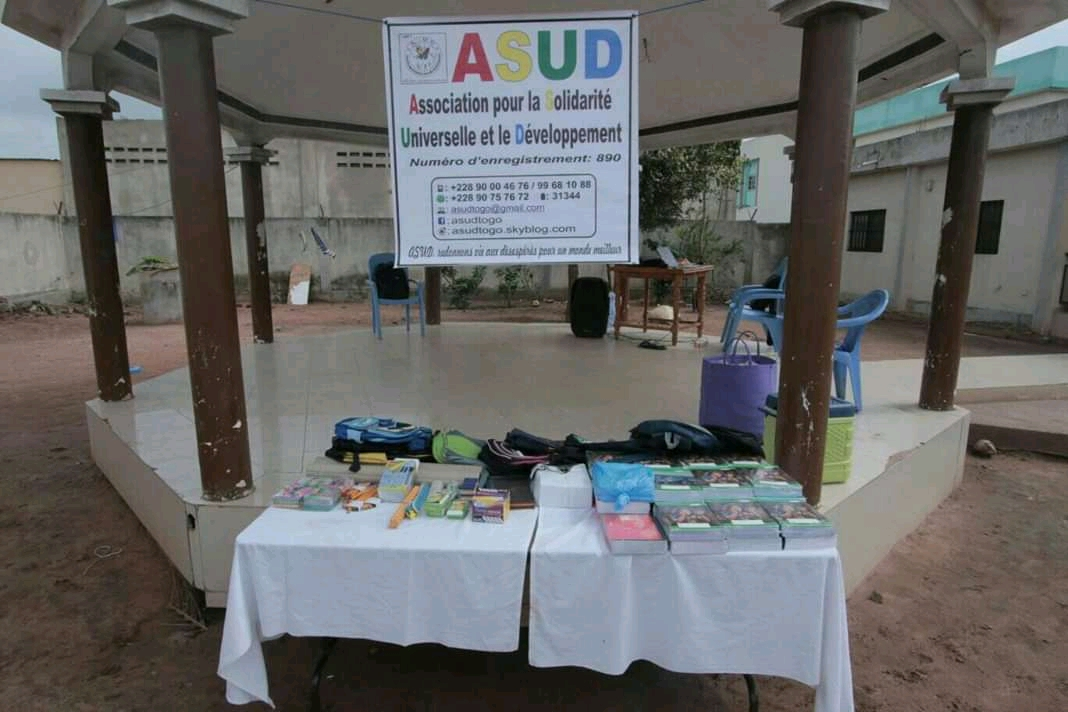 ASUD
Association pour la Solidarité
Universelle et le Développement
Numéro d'enregistrement: 890
: +228 90 00 46 76 / 99 68 10 88
: +228 90 75 76 72 : 31344
: asudtogo@gmail.com
: asudtogo
: asudtogo.skyblog.com
ASUD, redonnons vie aux désespérés pour un monde meilleur